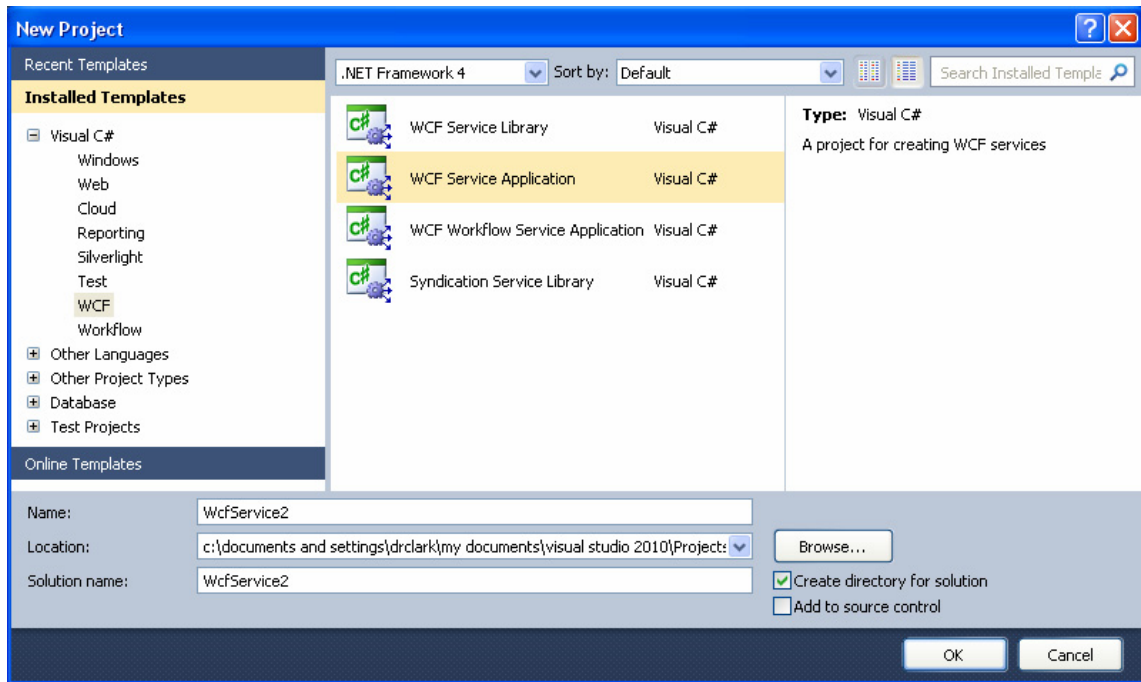 New Project
Recent Templates
Installed Templates
Visual C#
Windows
Web
Cloud
Reporting
Silverlight
Test
WCF
Workflow
Other Languages
Other Project Types
Database
Test Projects
Online Templates
.NET Framework 4 Sort by: Default Search Installed Templa
C# WCF Service Library Visual C#
C# WCF Service Application Visual C#
C# WCF Workflow Service Application Visual C#
C# Syndication Service Library Visual C#
Type: Visual C#
A project for creating WCF services
Name: WcfService2
Location: c:\documents and settings\drclark\my documents\visual studio 2010\Projects Browse...
Solution name: WcfService2
Create directory for solution
Add to source control
OK Cancel